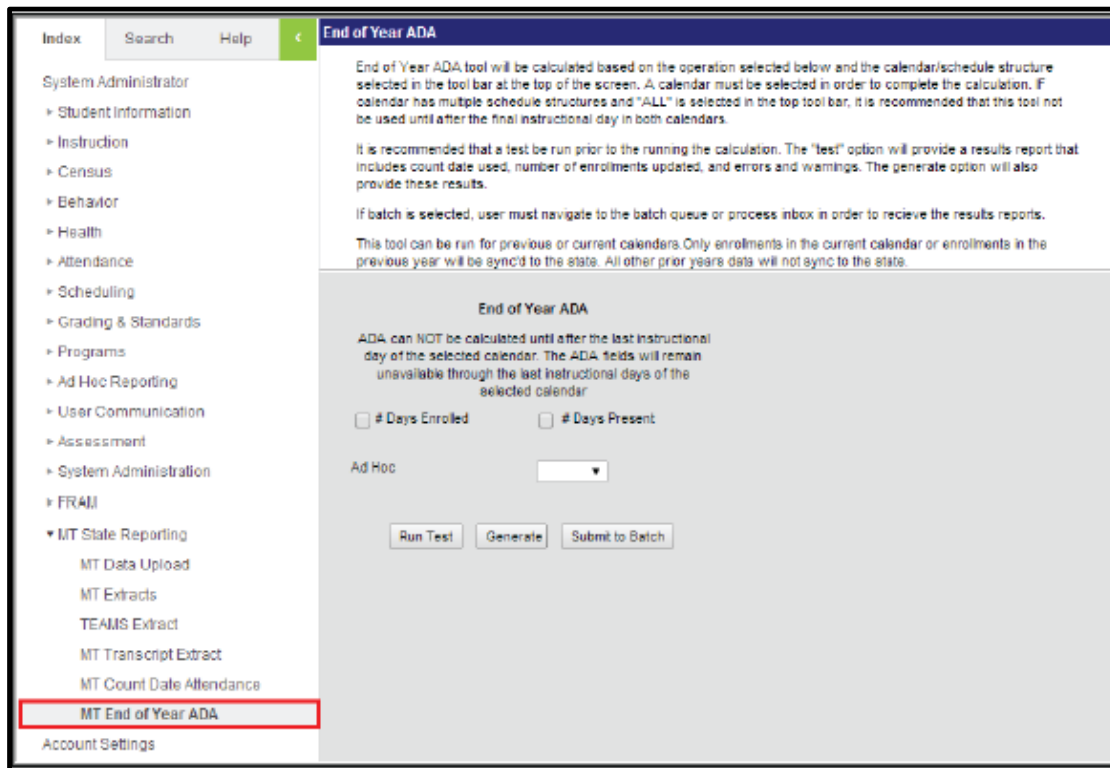 Index Search Help <
System Administrator
Student Information
Instruction
Census
Behavior
Health
Attendance
Scheduling
Grading & Standards
Programs
Ad Hoc Reporting
User Communication
Assessment
System Administration
FRAM
MT State Reporting
MT Data Upload
MT Extracts
TEAMS Extract
MT Transcript Extract
MT Count Date Attendance
MT End of Year ADA
Account Settings
End of Year ADA
End of Year ADA tool will be calculated based on the operation selected below and the calendar/schedule structure
selected in the tool bar at the top of the screen. A calendar must be selected in order to complete the calculation. IF
calendar has multiple schedule structures and "ALL" is selected in the top tool bar, it is recommended that this tool not
be used until after the final instructional day in both calendars.
It is recommended that a test be run prior to the running the calculation. The "test" option will provide a results report that
includes count date used, number of enrollments updated, and errors and warnings. The generate option will also
provide these results.
If batch is selected, user must navigate to the batch queue or process inbox in order to recieve the results reports.
This tool can be run for previous or current calendars.Only enrollments in the current calendar or enrollments in the
previous year will be sync'd to the state. All other prior years data will not sync to the state.
End of Year ADA
ADA can NOT be calculated until after the last instructional
day of the selected calendar. The ADA fields will remain
unavailable through the last instructional days of the
selected calendar
# Days Enrolled # Days Present
Ad Hoc
Run Test Generate Submit to Batch